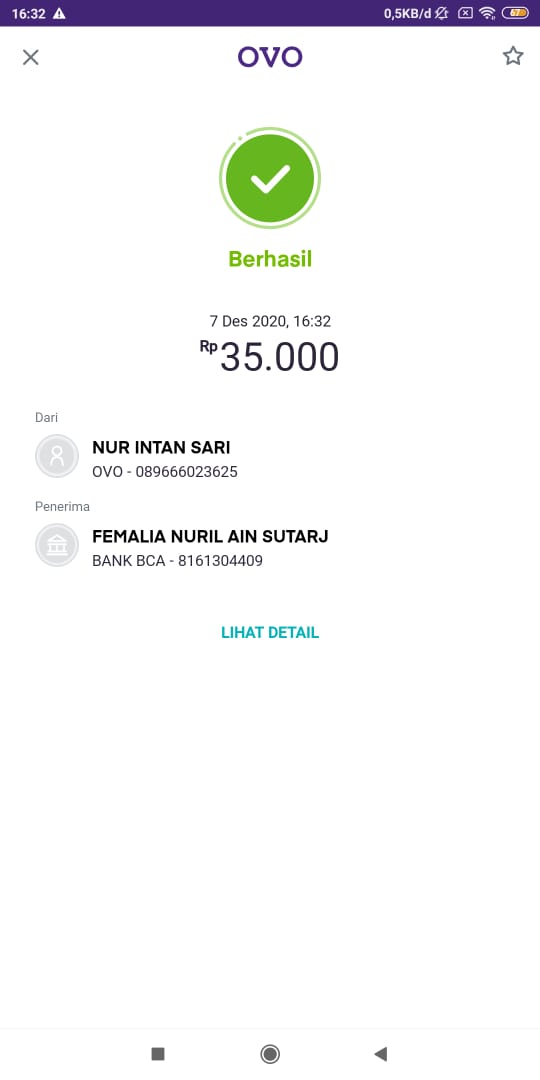 16:32 0,5KB/d 67
OVO
Berhasil
7 Des 2020, 16:32
Rp 35.000
Dari
NUR INTAN SARI
OVO - 089666023625
Penerima
FEMALIA NURIL AIN SUTARJ
BANK BCA - 8161304409
LIHAT DETAIL